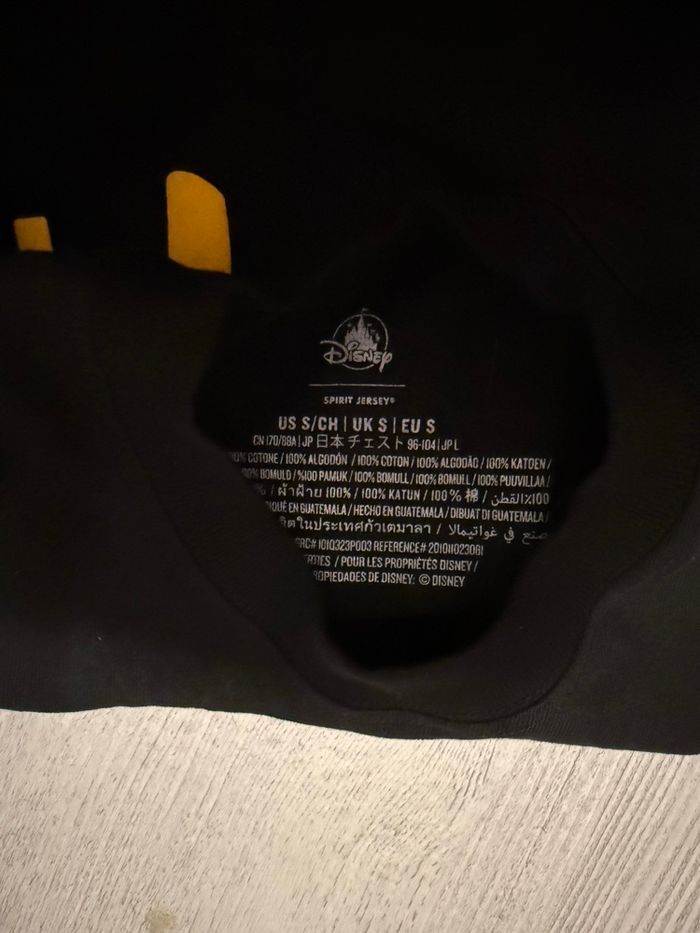 Disney
SPIRIT JERSEY®
US S/CH | UK S | EU S
CN 170/88A | JP 日本 チェスト 96-104 | JP L
COTONE / 100% ALGODÓN / 100% COTON / 100% ALGODÃO / 100% KATOEN /
BOMULD / %100 PAMUK / 100% BOMULL / 100% BOMULL / 100% PUUVILLAA /
/ ผ้าฝ้าย 100% / 100% KATUN / 100% 棉 / القطن٪100
EN GUATEMALA / HECHO EN GUATEMALA / DIBUAT DI GUATEMALA /
ในประเทศกัวเตมาลา / صنع في غواتيمالا
REFERENCE#
/ POUR LES PROPRIÉTÉS DISNEY /
DE DISNEY: © DISNEY